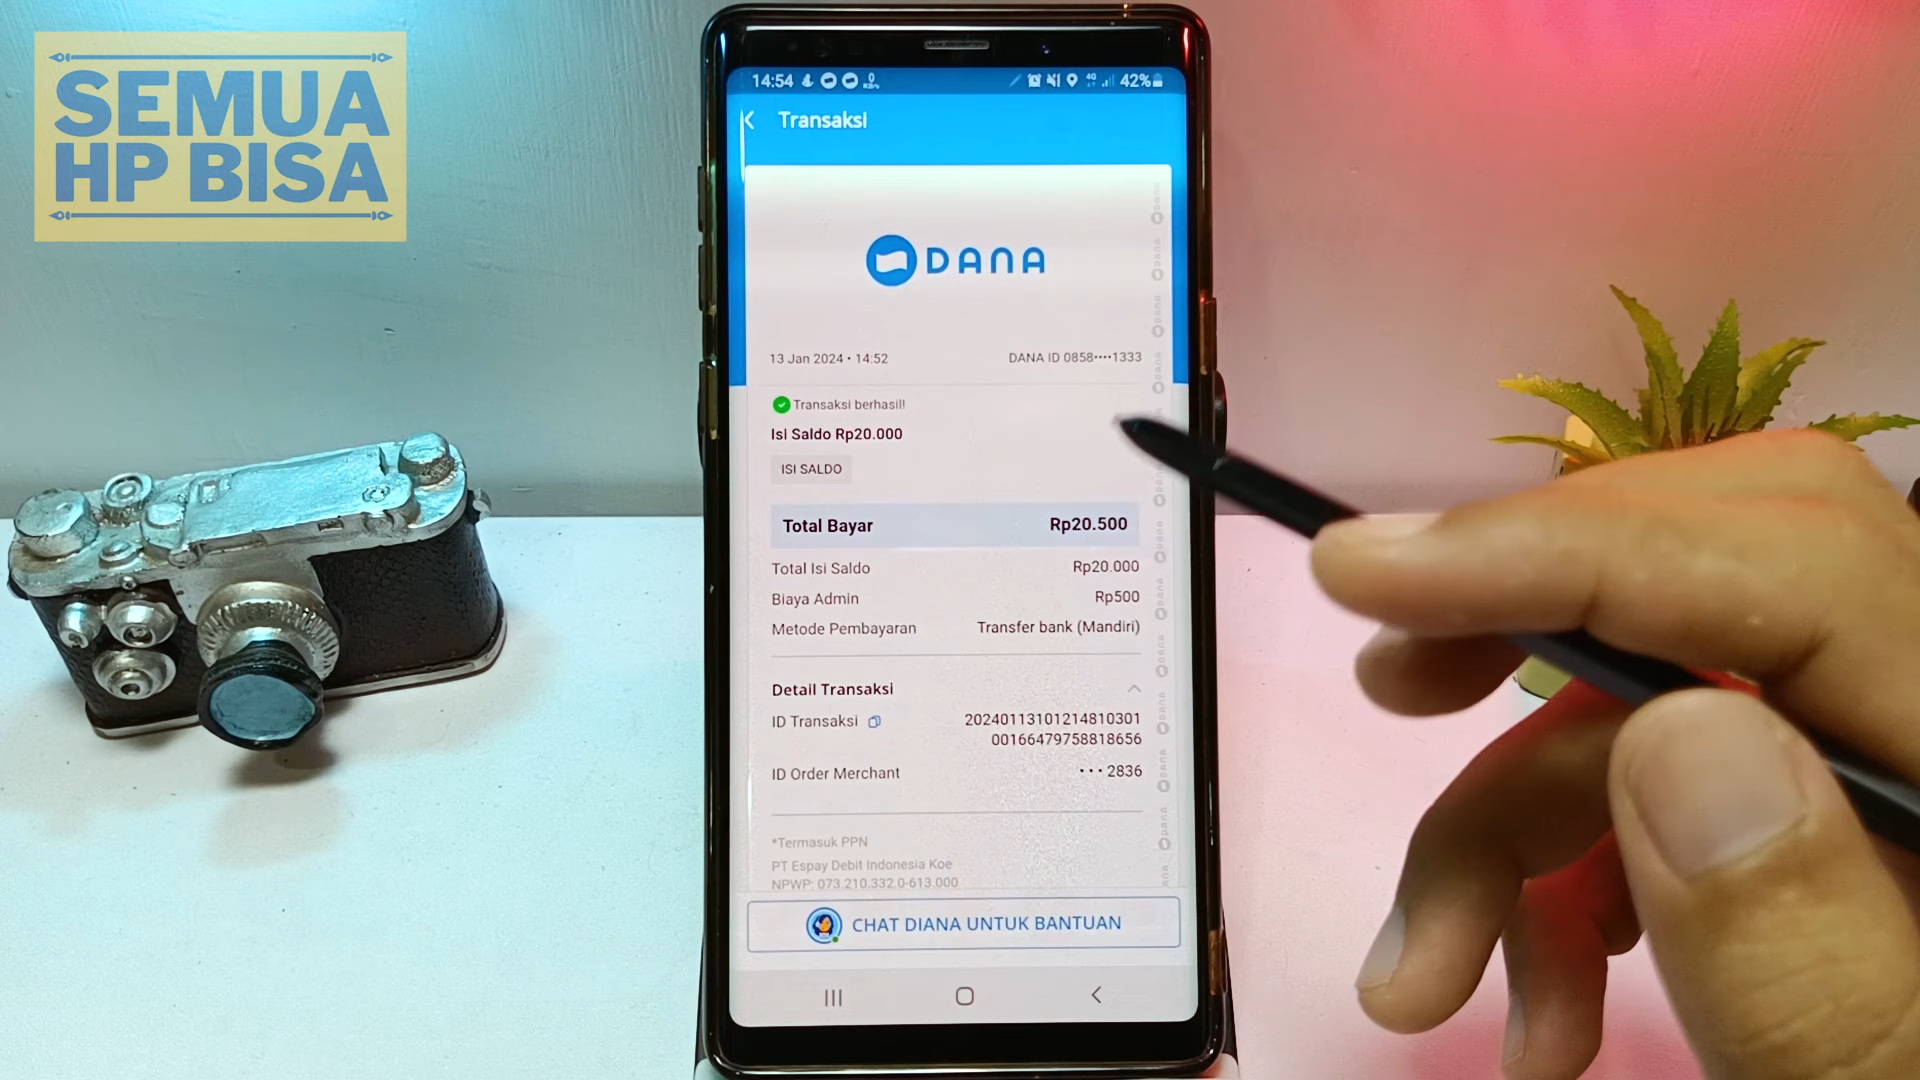 SEMUA
HP BISA
14:54
4G
42%
Transaksi
DANA
13 Jan 2024 • 14:52
DANA ID 0858••••1333
Transaksi berhasil!
Isi Saldo Rp20.000
ISI SALDO
Total Bayar Rp20.500
Total Isi Saldo Rp20.000
Biaya Admin Rp500
Metode Pembayaran Transfer bank (Mandiri)
Detail Transaksi
ID Transaksi 20240113101214810301
00166479758818656
ID Order Merchant •••2836
*Termasuk PPN
PT Espay Debit Indonesia Koe
NPWP: 073.210.332.0-613.000
CHAT DIANA UNTUK BANTUAN